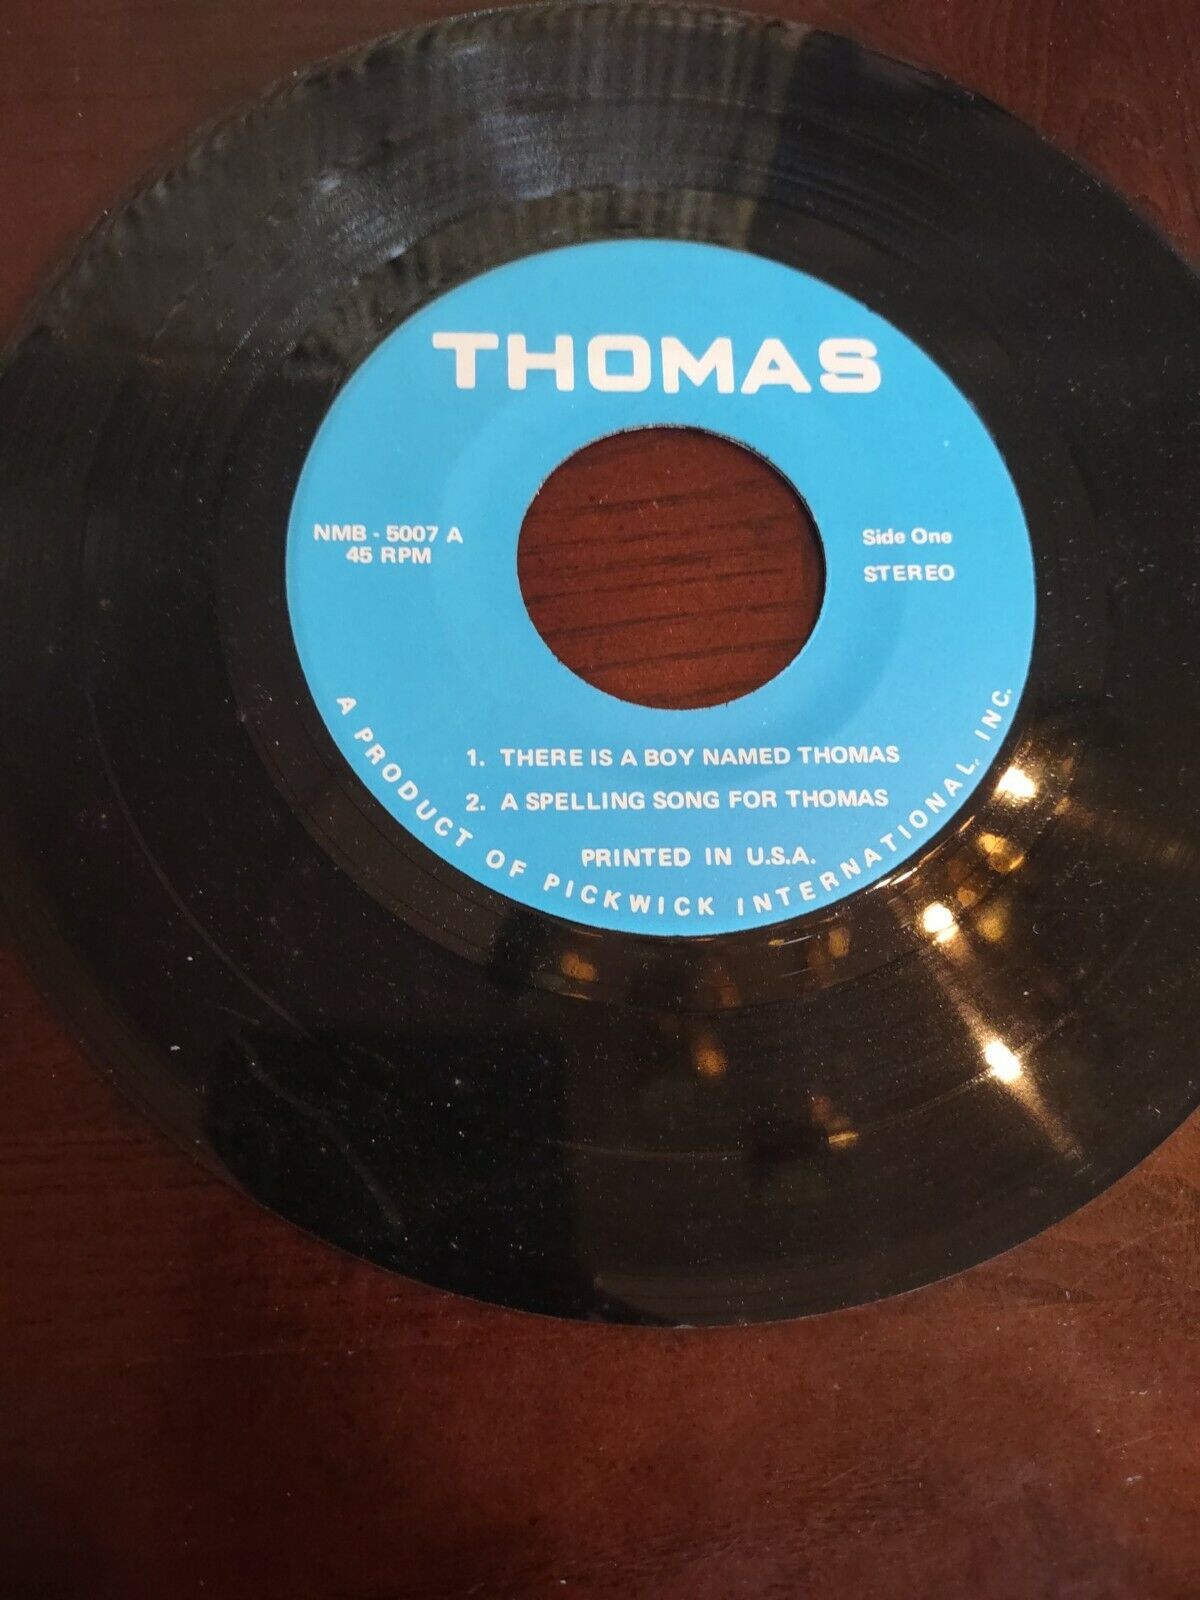 THOMAS
NMB - 5007 A
45 RPM
Side One
STEREO
1. THERE IS A BOY NAMED THOMAS
2. A SPELLING SONG FOR THOMAS
PRINTED IN U.S.A.
A PRODUCT OF PICKWICK INTERNATIONAL, INC.